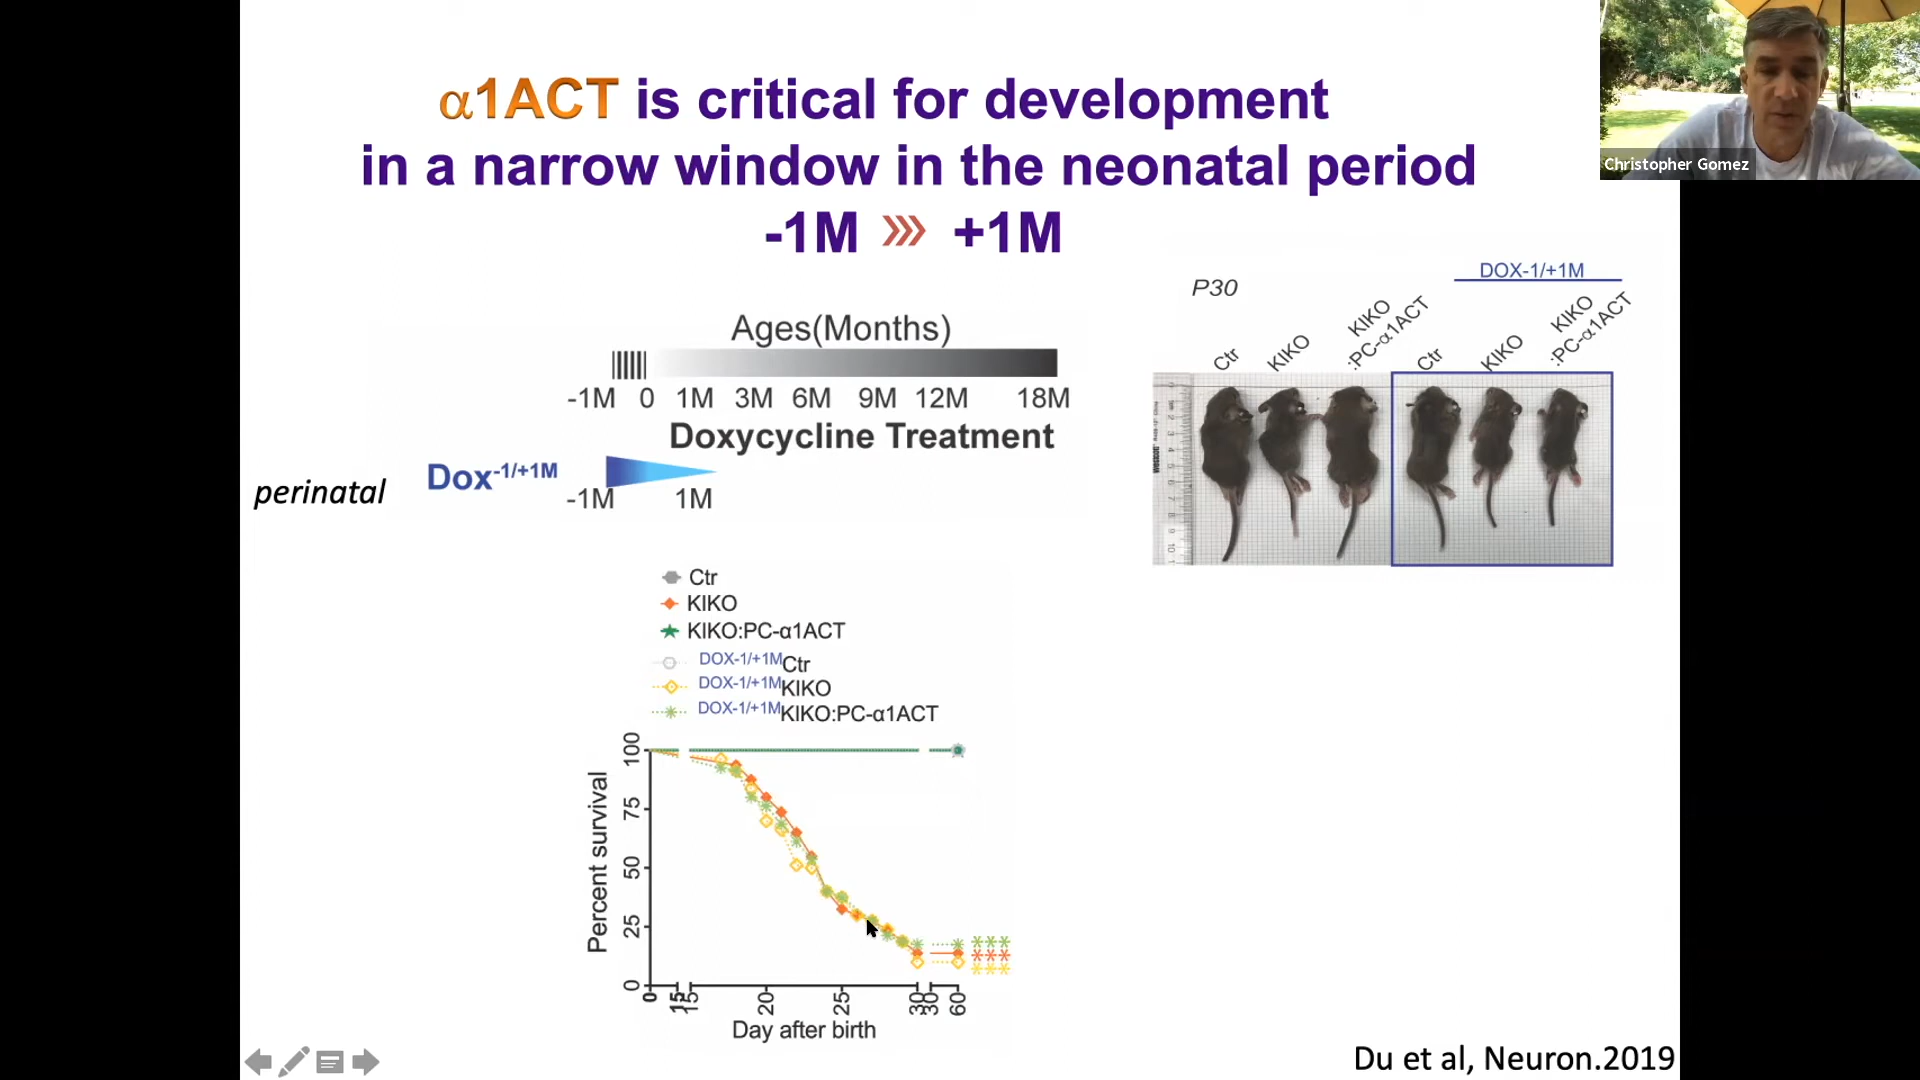 α1ACT is critical for development
in a narrow window in the neonatal period
-1M +1M
Christopher Gomez
Ages(Months)
-1M 0 1M 3M 6M 9M 12M 18M
Doxycycline Treatment
perinatal
Dox-1/+1M
-1M 1M
P30
DOX-1/+1M
Ctr
KIKO
KIKO
:PC-α1ACT
Ctr
KIKO
KIKO
:PC-α1ACT
Ctr
KIKO
KIKO:PC-α1ACT
DOX-1/+1MCtr
DOX-1/+1MKIKO
DOX-1/+1MKIKO:PC-α1ACT
Percent survival
100
75
50
25
0
0 15 15 20 25 30 30 60
***
***
***
Day after birth
Du et al, Neuron.2019